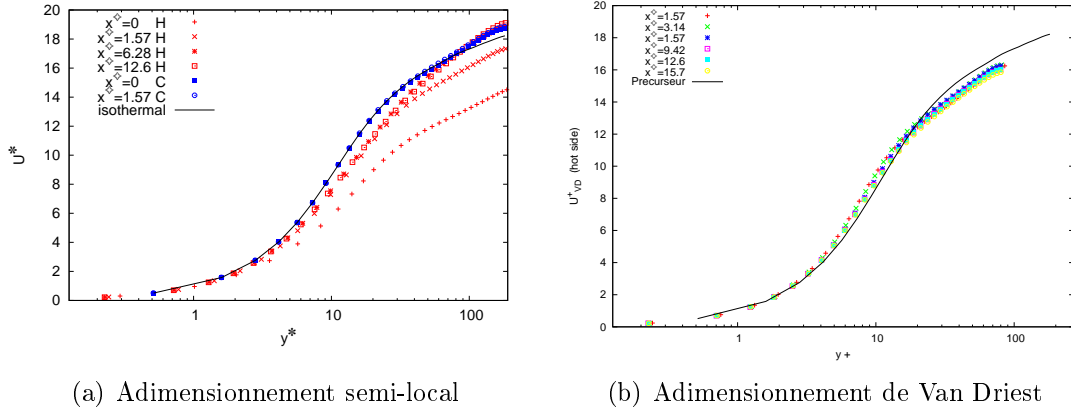 20
18
16
14
12
10
8
6
4
2
0
1
10
100
U*
y*
x◇=0 H
x◇=1.57 H
x◇=6.28 H
x◇=12.6 H
x◇=0 C
x◇=1.57 C
isothermal
(a) Adimensionnement semi-local
20
18
16
14
12
10
8
6
4
2
0
1
10
100
U+VD (hot side)
y +
x◇=1.57
x◇=3.14
x◇=1.57
x◇=9.42
x◇=12.6
x◇=15.7
Precurseur
(b) Adimensionnement de Van Driest